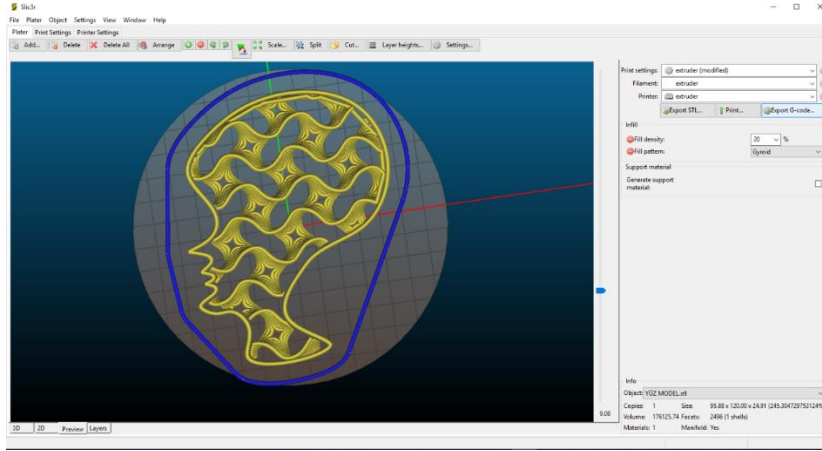 Slic3r
File Plater Object Settings View Window Help
Plater Print Settings Printer Settings
Add... Delete Delete All Arrange Scale... Split Cut... Layer heights... Settings...
Print settings: extruder (modified)
Filament: extruder
Printer: extruder
Export STL... Print... Export G-code...
Infill
Fill density: 20 %
Fill pattern: Gyroid
Support material
Generate support
material:
Info
Object: YÜZ MODEL.stl
Copies: 1 Size: 95.88 x 120.00 x 24.91 (245.304729753124%
Volume: 176125.74 Facets: 2486 (1 shells)
Materials: 1 Manifold: Yes
9.00
3D 2D Preview Layers